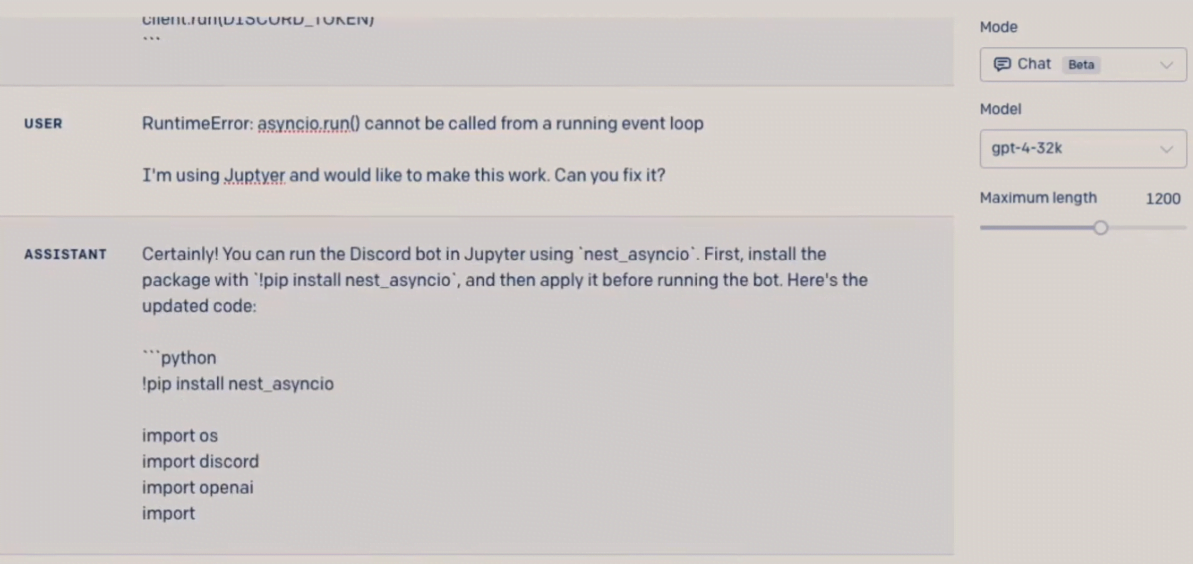 client.run(DISCORD_TOKEN)
```
USER
RuntimeError: asyncio.run() cannot be called from a running event loop
I'm using Juptyer and would like to make this work. Can you fix it?
ASSISTANT
Certainly! You can run the Discord bot in Jupyter using `nest_asyncio`. First, install the
package with `!pip install nest_asyncio`, and then apply it before running the bot. Here's the
updated code:
```python
!pip install nest_asyncio
import os
import discord
import openai
import
Mode
Chat Beta
Model
gpt-4-32k
Maximum length 1200